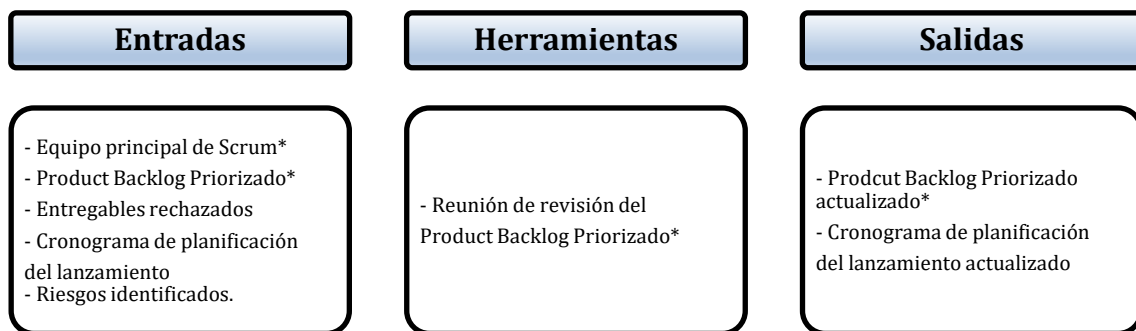 Entradas
Herramientas
Salidas
- Equipo principal de Scrum*
- Product Backlog Priorizado*
- Entregables rechazados
- Cronograma de planificación
del lanzamiento
- Riesgos identificados.
- Reunión de revisión del
Product Backlog Priorizado*
- Prodcut Backlog Priorizado
actualizado*
- Cronograma de planificación
del lanzamiento actualizado